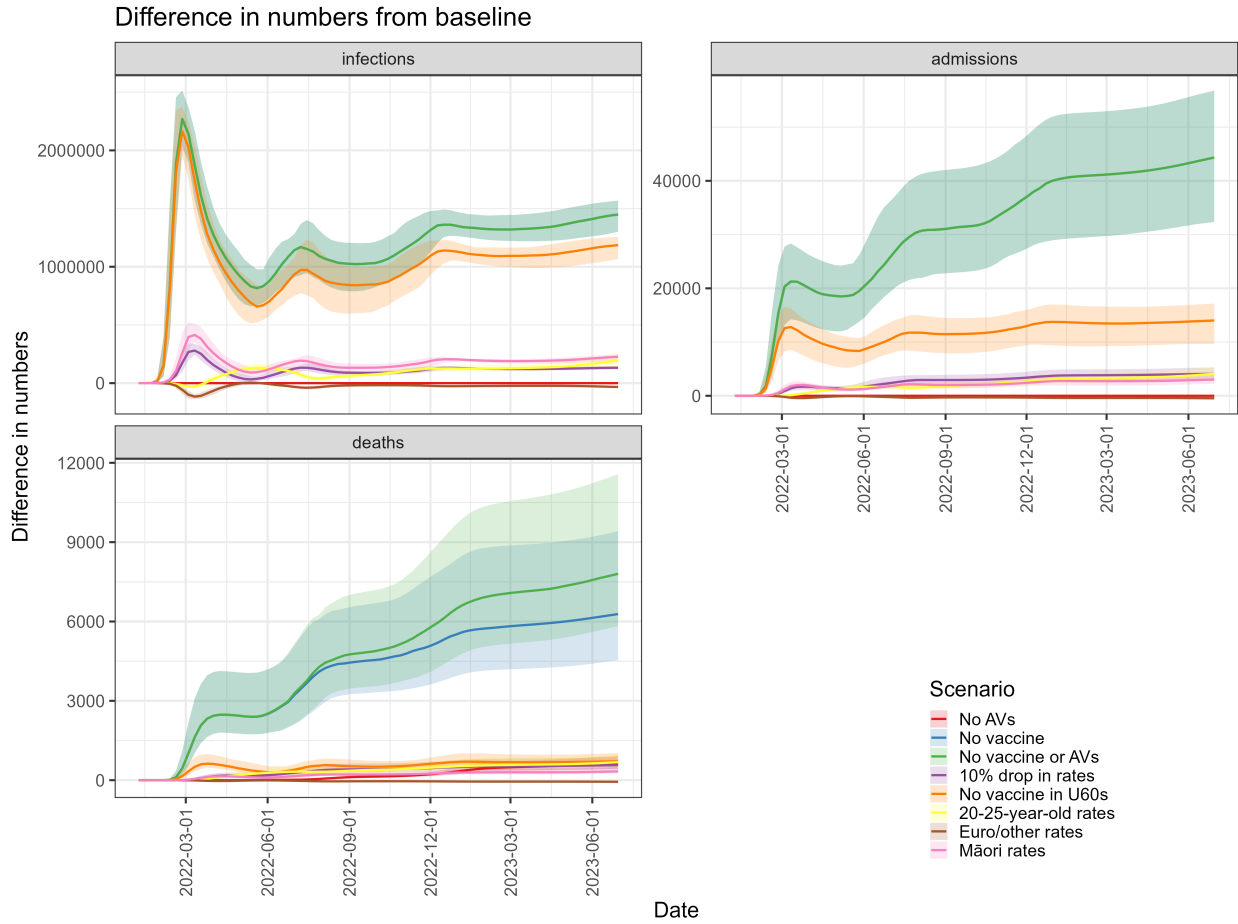 Difference in numbers from baseline
infections
admissions
2000000
1000000
0
40000
20000
0
2022-03-01
2022-06-01
2022-09-01
2022-12-01
2023-03-01
2023-06-01
deaths
12000
9000
6000
3000
0
2022-03-01
2022-06-01
2022-09-01
2022-12-01
2023-03-01
2023-06-01
Difference in numbers
Date
Scenario
No AVs
No vaccine
No vaccine or AVs
10% drop in rates
No vaccine in U60s
20-25-year-old rates
Euro/other rates
Māori rates